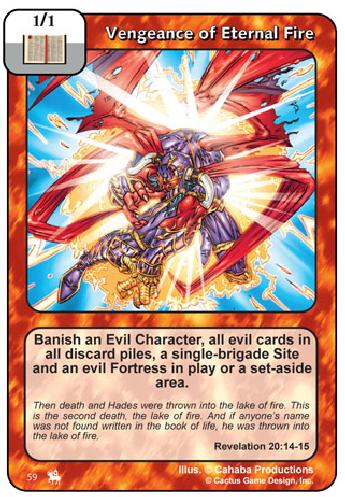 1/1
Vengeance of Eternal Fire
Banish an Evil Character, all evil cards in
all discard piles, a single-brigade Site
and an evil Fortress in play or a set-aside
area.
Then death and Hades were thrown into the lake of fire. This
is the second death, the lake of fire. And if anyone's name
was not found written in the book of life, he was thrown into
the lake of fire.
Revelation 20:14-15
59
Illus. © Cahaba Productions
© Cactus Game Design, Inc.